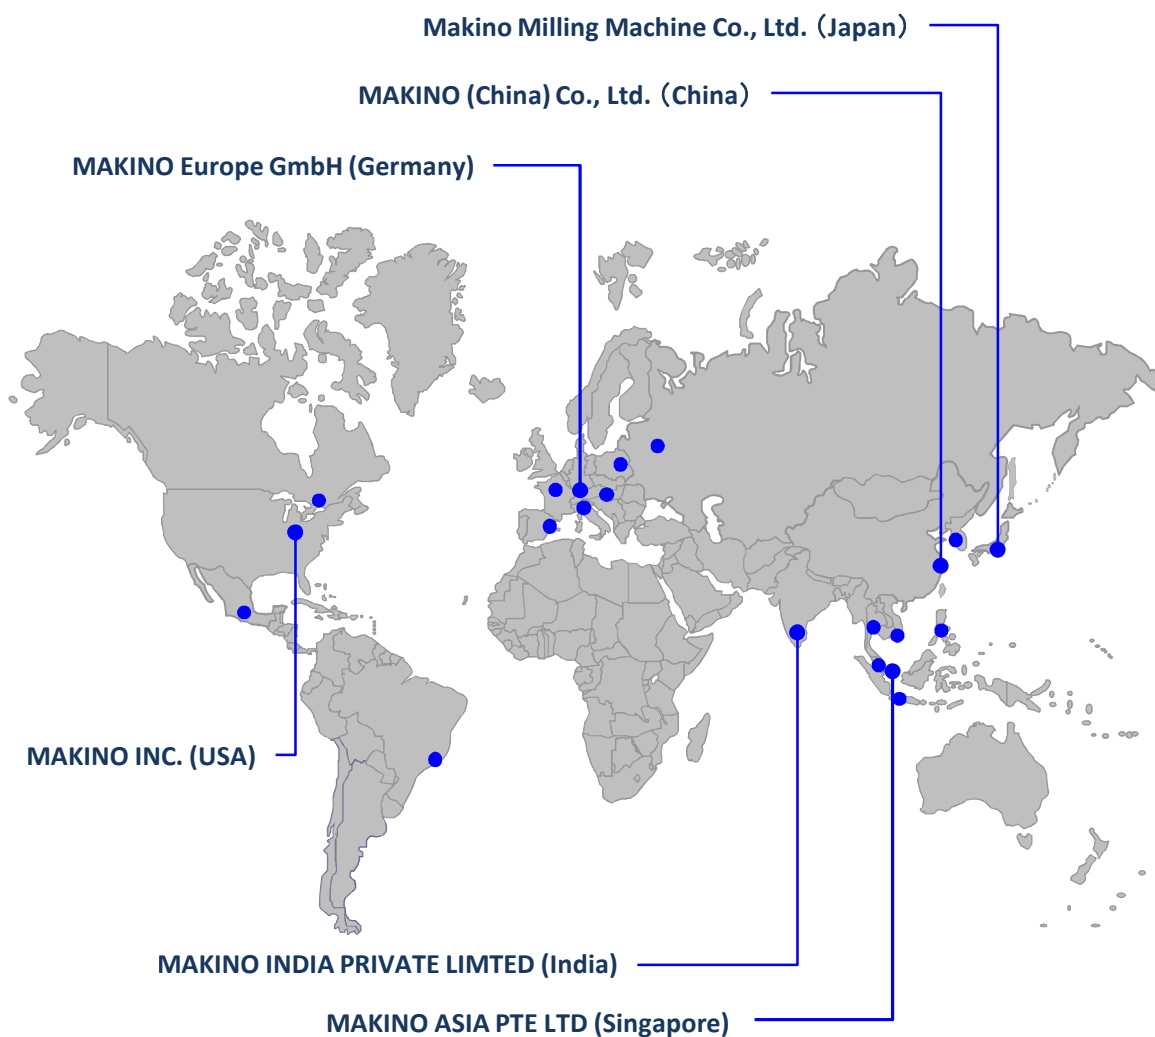 Makino Milling Machine Co., Ltd.（Japan）
MAKINO (China) Co., Ltd.（China）
MAKINO Europe GmbH (Germany)
MAKINO INC. (USA)
MAKINO INDIA PRIVATE LIMTED (India)
MAKINO ASIA PTE LTD (Singapore)